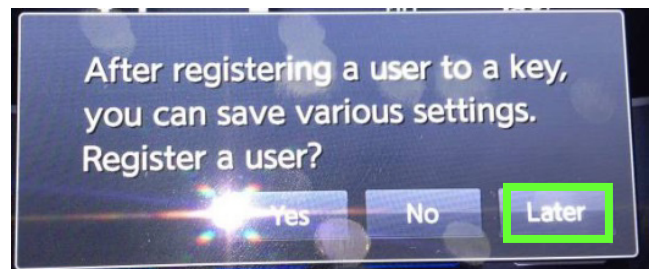 After registering a user to a key,
you can save various settings.
Register a user?
Yes No Later